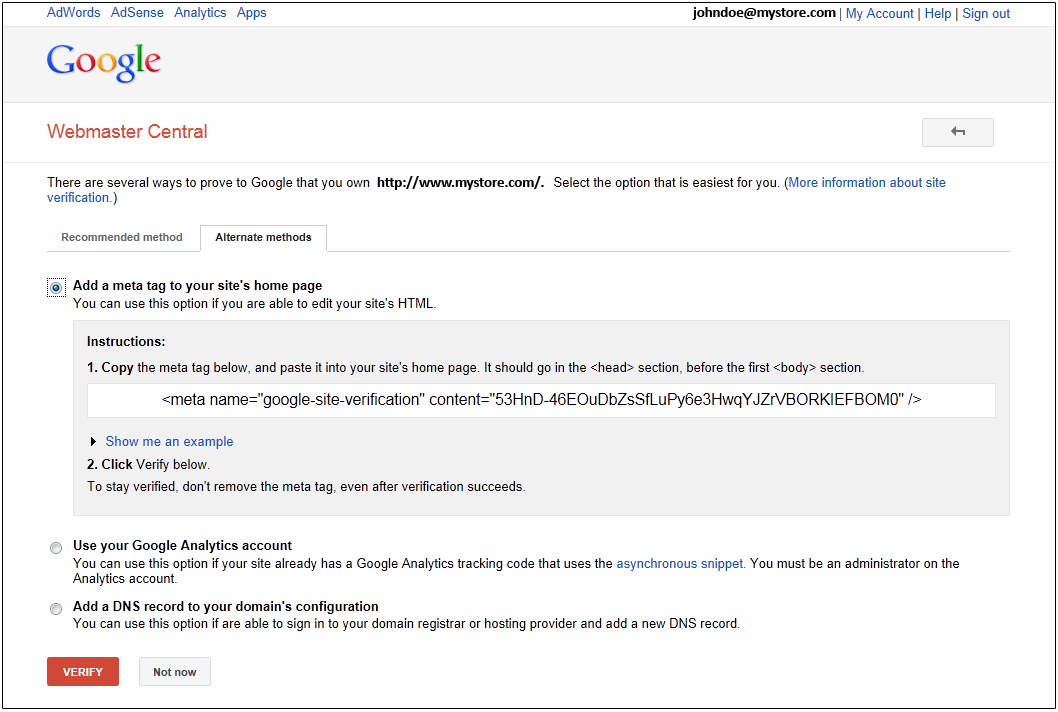 AdWords AdSense Analytics Apps johndoe@mystore.com | My Account | Help | Sign out
Google
Webmaster Central
There are several ways to prove to Google that you own http://www.mystore.com/. Select the option that is easiest for you. (More information about site
verification.)
Recommended method Alternate methods
Add a meta tag to your site's home page
You can use this option if you are able to edit your site's HTML.
Instructions:
1. Copy the meta tag below, and paste it into your site's home page. It should go in the <head> section, before the first <body> section.
<meta name="google-site-verification" content="53HnD-46EOuDbZsSfLuPy6e3HwqYJZrVBORKIEFBOM0" />
Show me an example
2. Click Verify below.
To stay verified, don't remove the meta tag, even after verification succeeds.
Use your Google Analytics account
You can use this option if your site already has a Google Analytics tracking code that uses the asynchronous snippet. You must be an administrator on the
Analytics account.
Add a DNS record to your domain's configuration
You can use this option if are able to sign in to your domain registrar or hosting provider and add a new DNS record.
VERIFY Not now